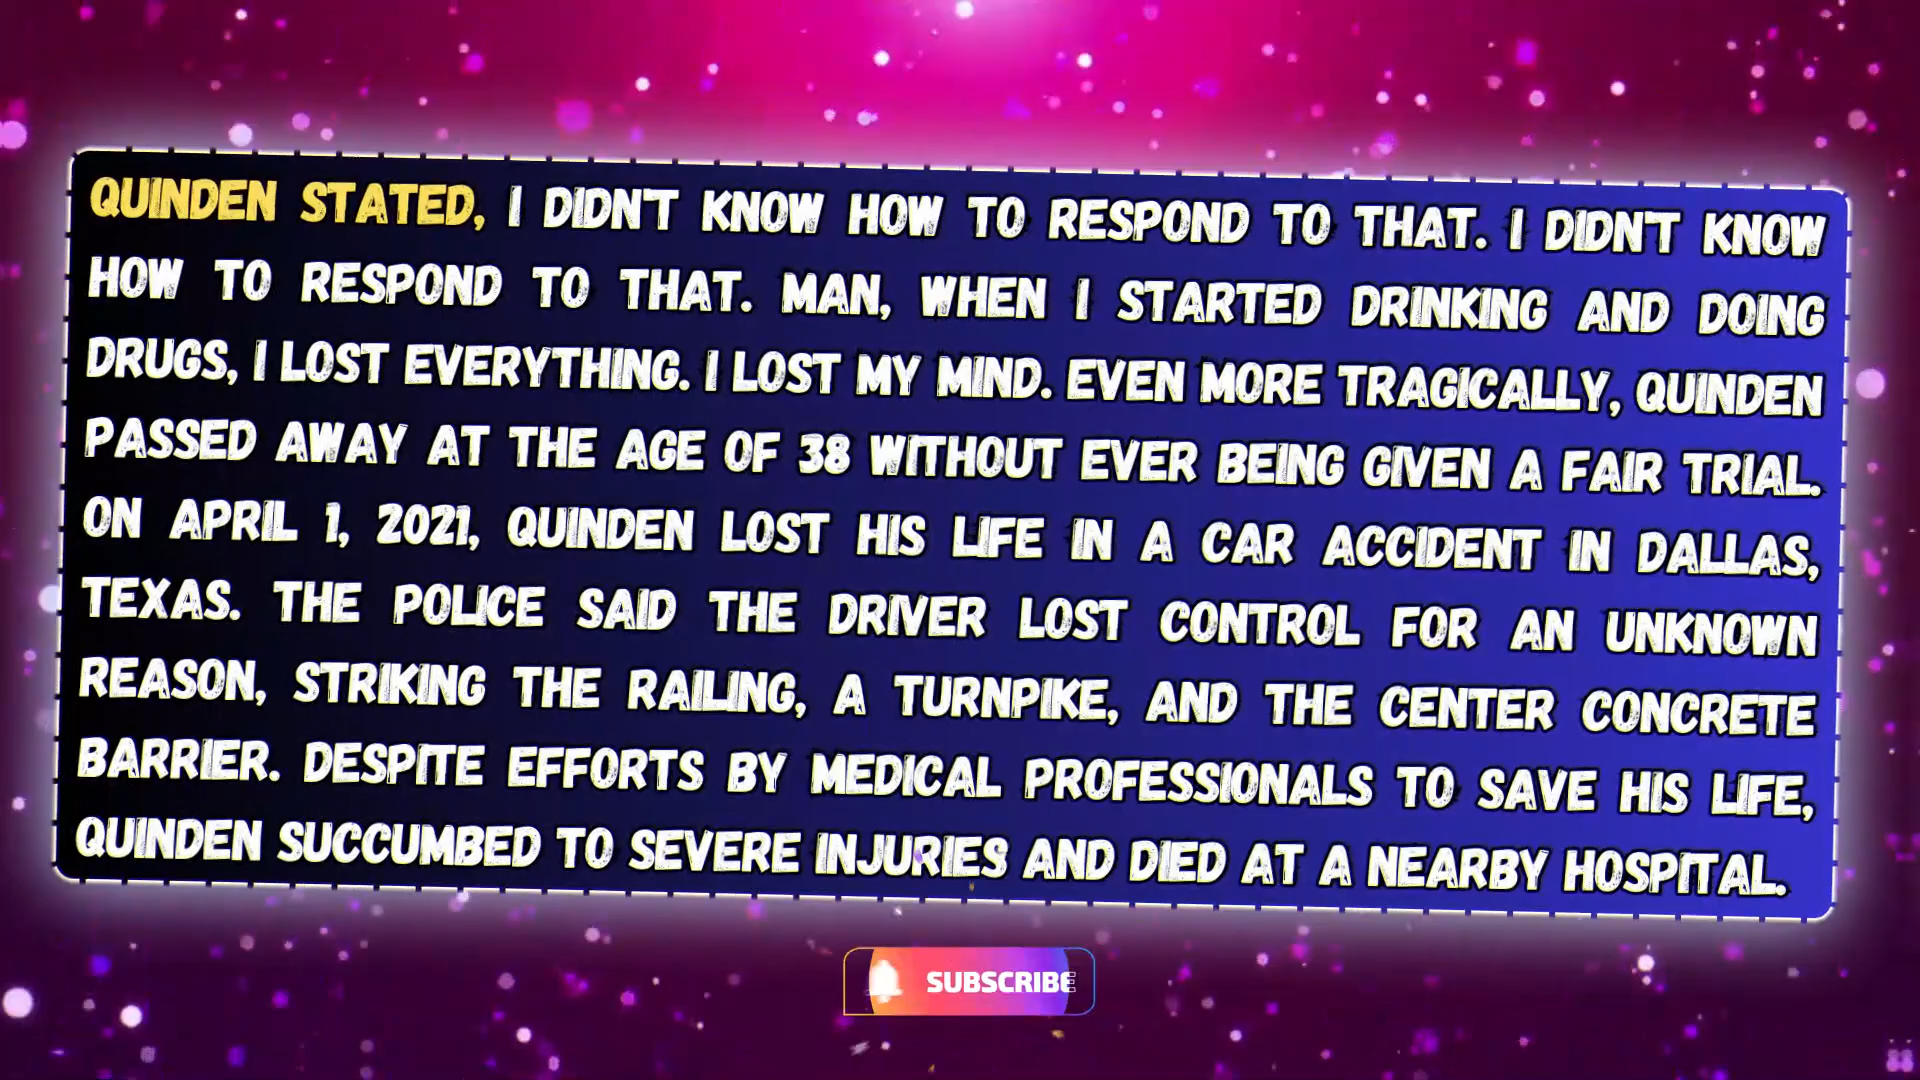 QUINDEN STATED, I DIDN'T KNOW HOW TO RESPOND TO THAT. I DIDN'T KNOW
HOW TO RESPOND TO THAT. MAN, WHEN I STARTED DRINKING AND DOING
DRUGS, I LOST EVERYTHING. I LOST MY MIND. EVEN MORE TRAGICALLY, QUINDEN
PASSED AWAY AT THE AGE OF 38 WITHOUT EVER BEING GIVEN A FAIR TRIAL.
ON APRIL 1, 2021, QUINDEN LOST HIS LIFE IN A CAR ACCIDENT IN DALLAS,
TEXAS. THE POLICE SAID THE DRIVER LOST CONTROL FOR AN UNKNOWN
REASON, STRIKING THE RAILING, A TURNPIKE, AND THE CENTER CONCRETE
BARRIER. DESPITE EFFORTS BY MEDICAL PROFESSIONALS TO SAVE HIS LIFE,
QUINDEN SUCCUMBED TO SEVERE INJURIES AND DIED AT A NEARBY HOSPITAL.
SUBSCRIBE